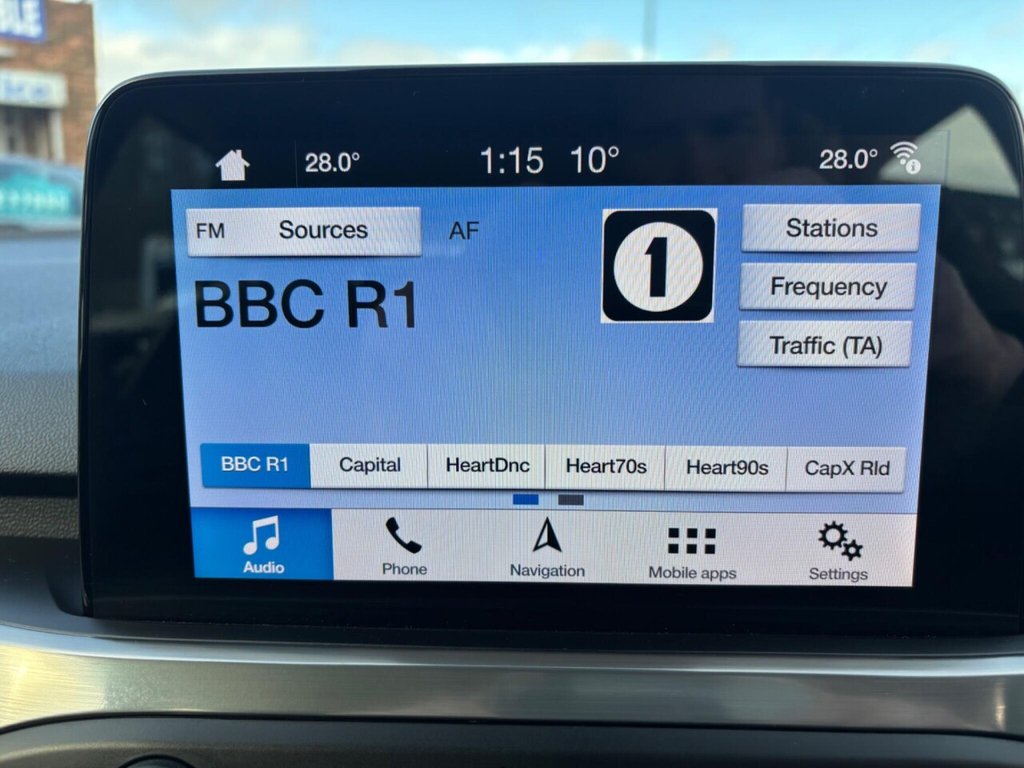 BLE
28.0° 1:15 10° 28.0°
FM Sources AF
1
Stations
Frequency
Traffic (TA)
BBC R1
BBC R1 Capital HeartDnc Heart70s Heart90s CapX Rld
Audio Phone Navigation Mobile apps Settings